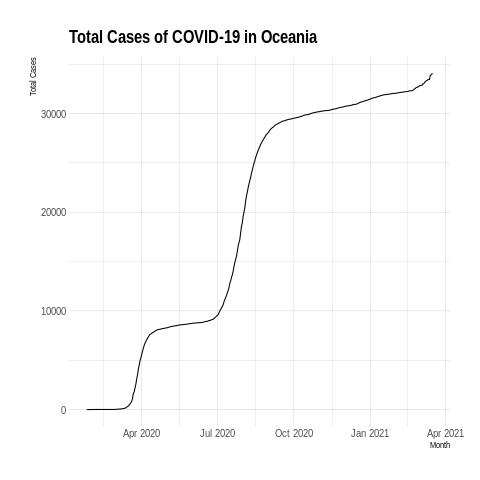 Total Cases of COVID-19 in Oceania
Total Cases
30000
20000
10000
0
Apr 2020 Jul 2020 Oct 2020 Jan 2021 Apr 2021
Month